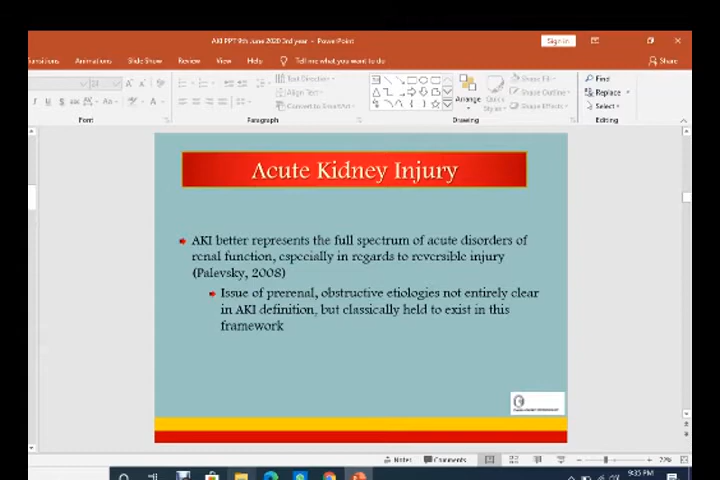 AKI PPT 9th June 2020 3rd year - PowerPoint
Sign in
Transitions Animations Slide Show Review View Help Tell me what you want to do Share
Text Direction
Align Text
Convert to SmartArt
Arrange Quick Styles
Shape Fill
Shape Outline
Shape Effects
Find
Replace
Select
Font Paragraph Drawing Editing
Acute Kidney Injury
AKI better represents the full spectrum of acute disorders of
renal function, especially in regards to reversible injury
(Palevsky, 2008)
Issue of prerenal, obstructive etiologies not entirely clear
in AKI definition, but classically held to exist in this
framework
Notes Comments 72%
9:35 PM